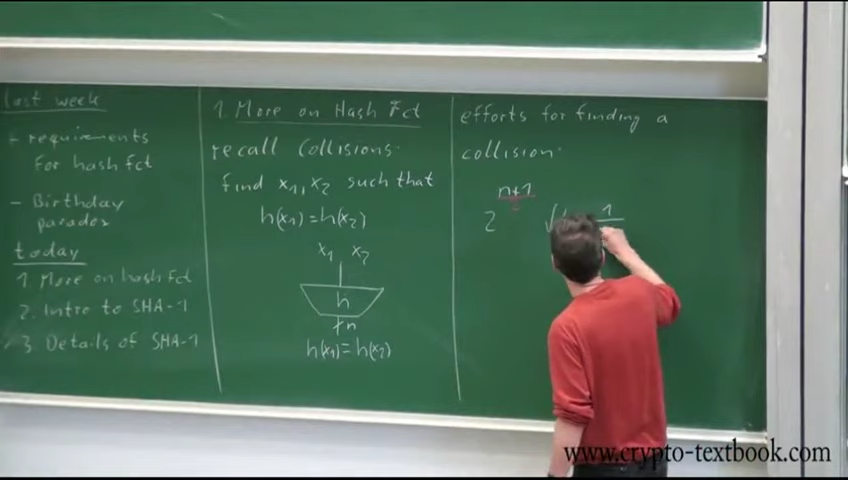 last week
+ requirements
for hash fct
- Birthday
paradox
today
1. More on hash fct
2. Intro to SHA-1
3. Details of SHA-1
1. More on Hash Fct
recall Collisions.
find x₁, x₂ such that
h(x₁) = h(x₂)
x₁ x₂
h
n
h(x₁) = h(x₂)
efforts for finding a
collision.
n+1
2
2
1
www.crypto-textbook.com